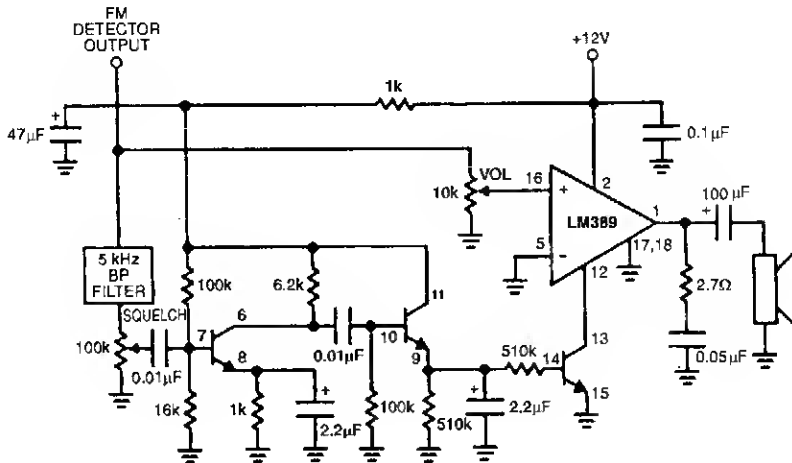 FM
DETECTOR
OUTPUT
+12V
1k
+
47µF
0.1µF
VOL
10k
16
+
2
LM389
1
100 µF
+
5
-
17,18
12
2.7Ω
0.05µF
5 kHz
BP
FILTER
100k
6.2k
11
SQUELCH
6
7
10
100k
0.01µF
8
0.01µF
9
13
510k
14
15
16k
1k
+
2.2µF
100k
510k
+
2.2µF